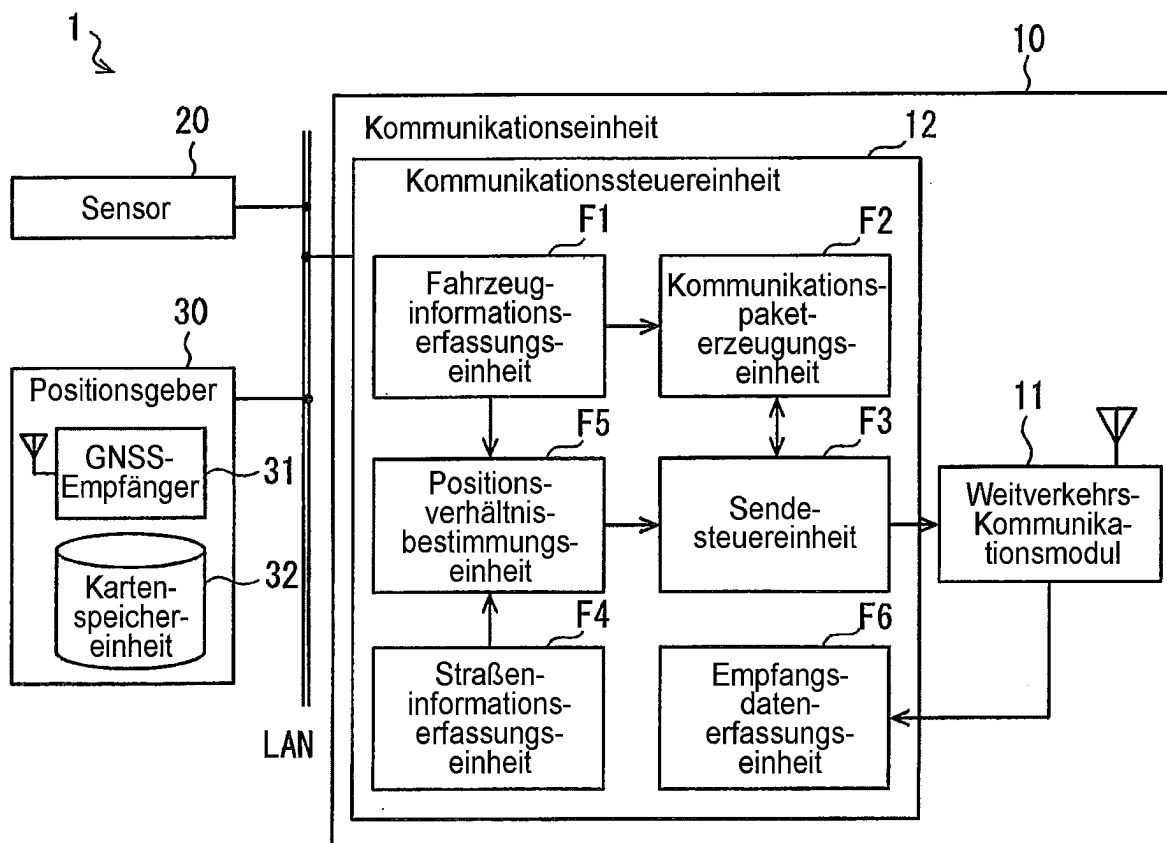 1
10
Kommunikationseinheit
12
Kommunikationssteuereinheit
20
Sensor
F1
Fahrzeug-
informations-
erfassungs-
einheit
F2
Kommunikations-
paket-
erzeugungs-
einheit
30
Positionsgeber
GNSS-
Empfänger
31
Karten-
speicher-
einheit
32
LAN
F5
Positions-
verhältnis-
bestimmungs-
einheit
F3
Sende-
steuereinheit
11
Weitverkehrs-
Kommunika-
tionsmodul
F4
Straßen-
informations-
erfassungs-
einheit
F6
Empfangs-
daten-
erfassungs-
einheit